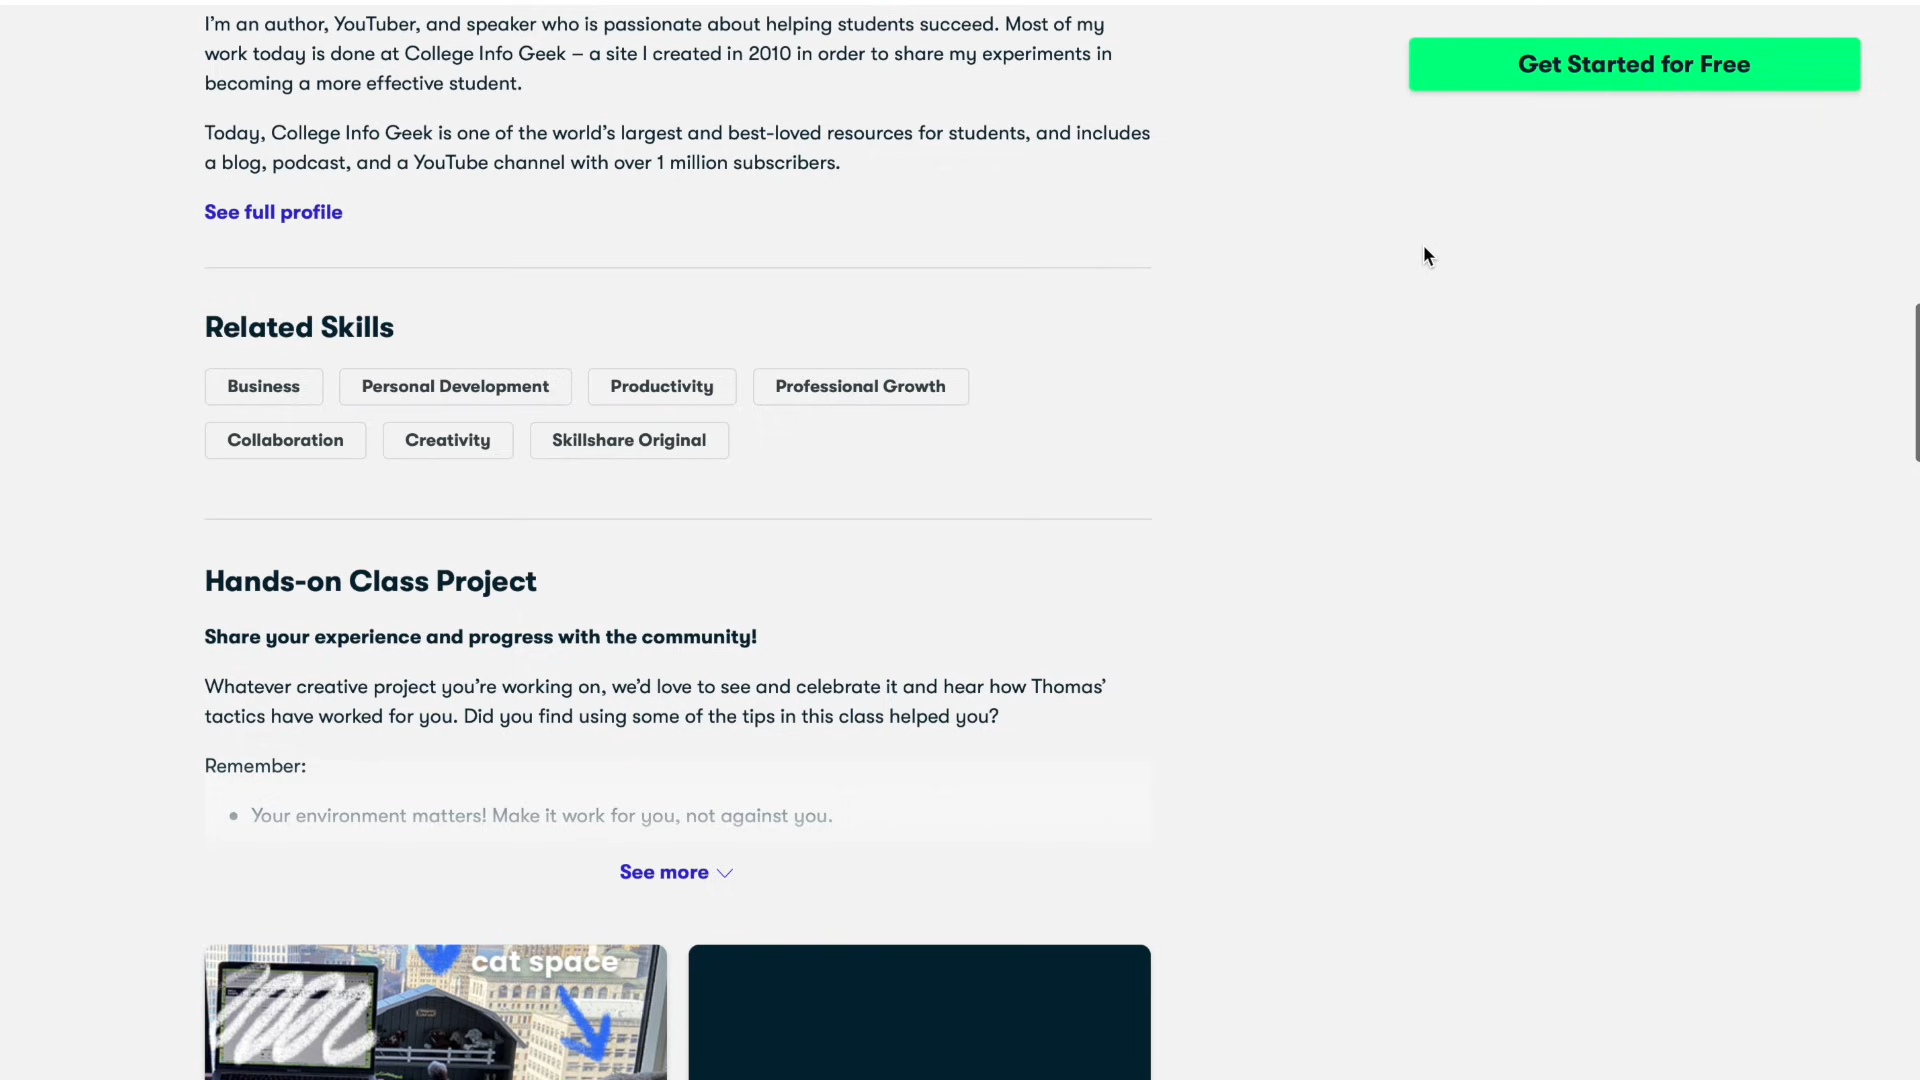 I'm an author, YouTuber, and speaker who is passionate about helping students succeed. Most of my
work today is done at College Info Geek – a site I created in 2010 in order to share my experiments in
becoming a more effective student.
Get Started for Free
Today, College Info Geek is one of the world's largest and best-loved resources for students, and includes
a blog, podcast, and a YouTube channel with over 1 million subscribers.
See full profile
Related Skills
Business
Personal Development
Productivity
Professional Growth
Collaboration
Creativity
Skillshare Original
Hands-on Class Project
Share your experience and progress with the community!
Whatever creative project you're working on, we'd love to see and celebrate it and hear how Thomas'
tactics have worked for you. Did you find using some of the tips in this class helped you?
Remember:
• Your environment matters! Make it work for you, not against you.
See more
cat space